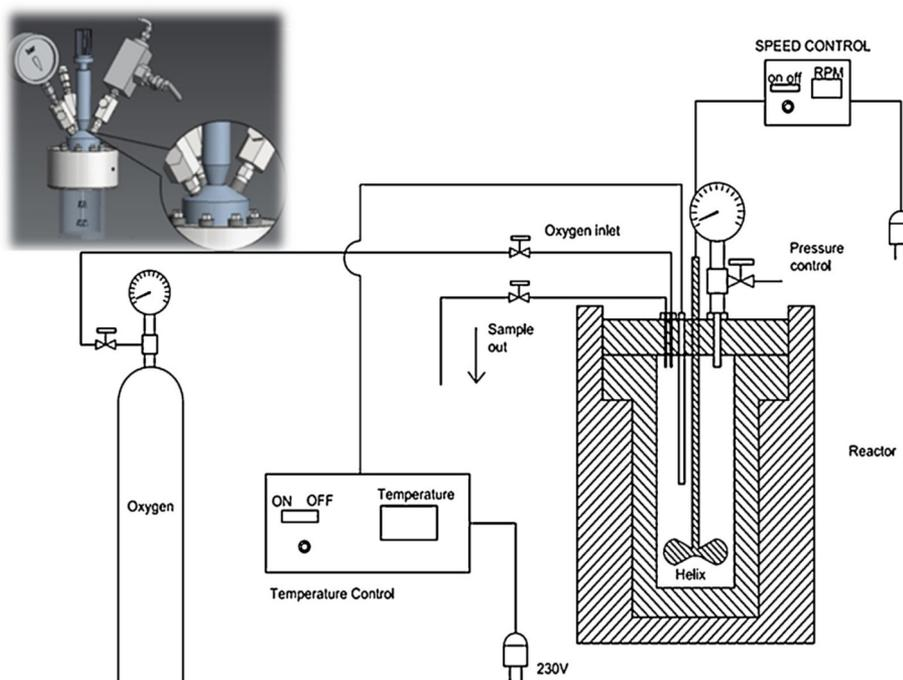 SPEED CONTROL
on off
RPM
Oxygen inlet
Pressure
control
Sample
out
Reactor
ON OFF
Temperature
Oxygen
Helix
Temperature Control
230V